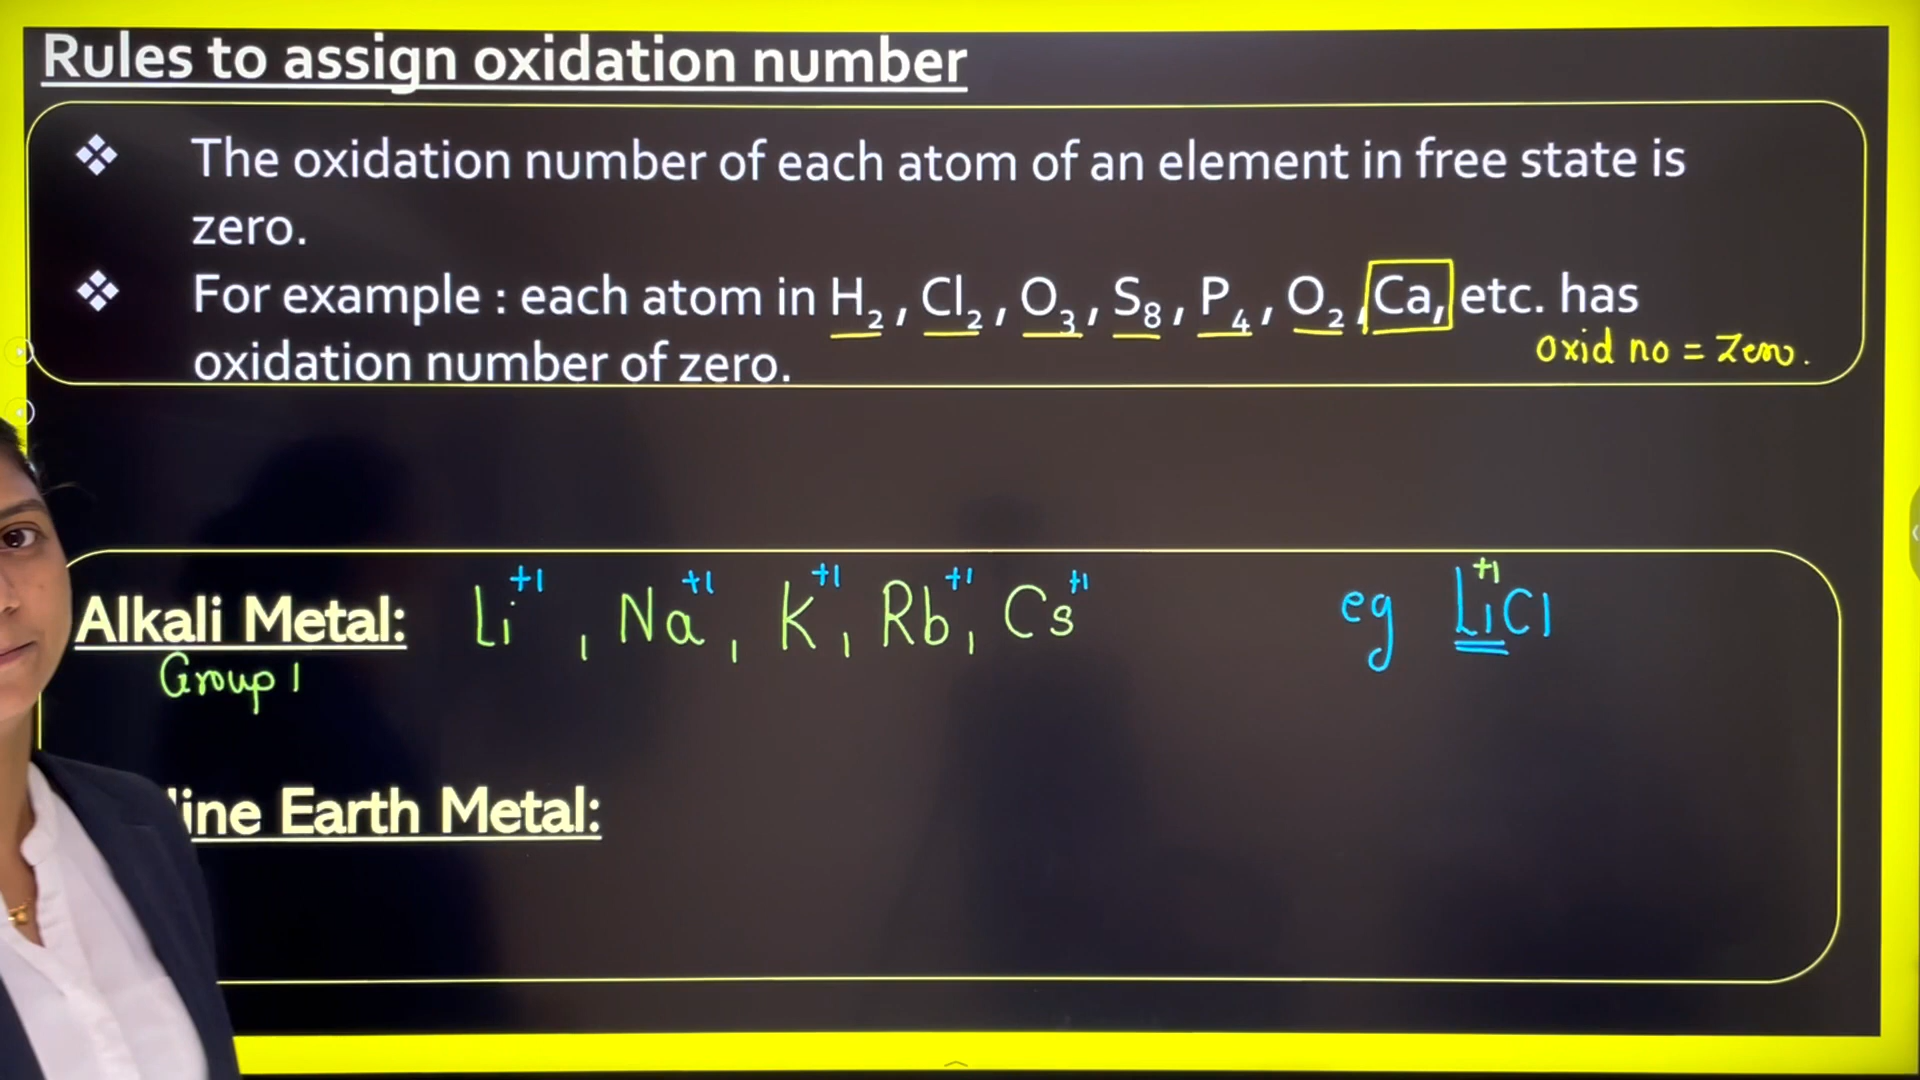 Rules to assign oxidation number
❖ The oxidation number of each atom of an element in free state is
zero.
❖ For example : each atom in H₂ , Cl₂ , O₃ , S₈ , P₄ , O₂ , Ca, etc. has
oxidation number of zero.
oxid no = Zero.
Alkali Metal: Li⁺¹ , Na⁺¹ , K⁺¹ , Rb⁺¹ , Cs⁺¹ eg Li⁺¹Cl
Group 1
line Earth Metal: